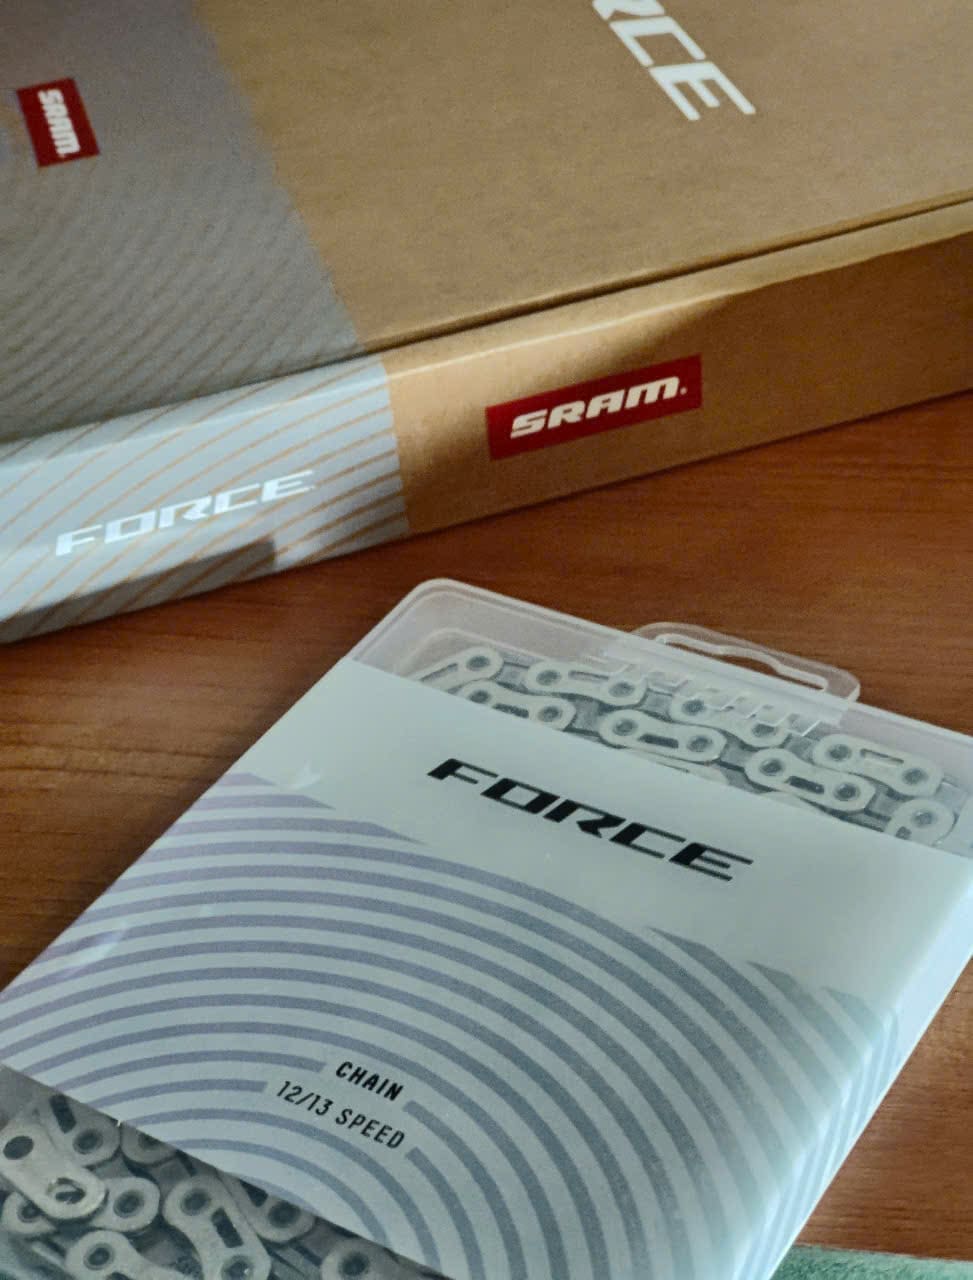 RCE
SRAM
SRAM
FORCE
FORCE
CHAIN
12/13 SPEED